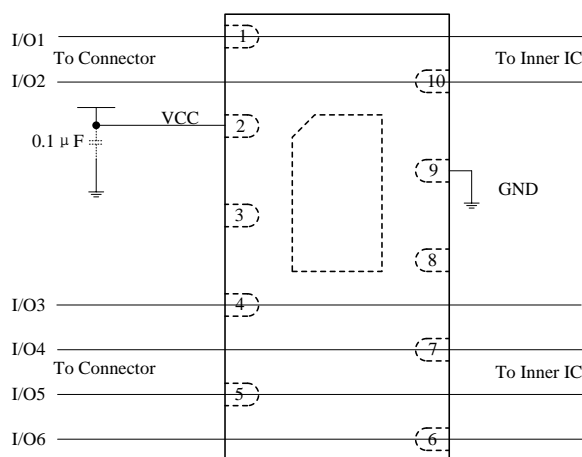 I/O1
1
To Connector
To Inner IC
I/O2
10
VCC
2
0.1 μF
9
GND
3
8
I/O3
4
I/O4
7
To Connector
To Inner IC
I/O5
5
I/O6
6